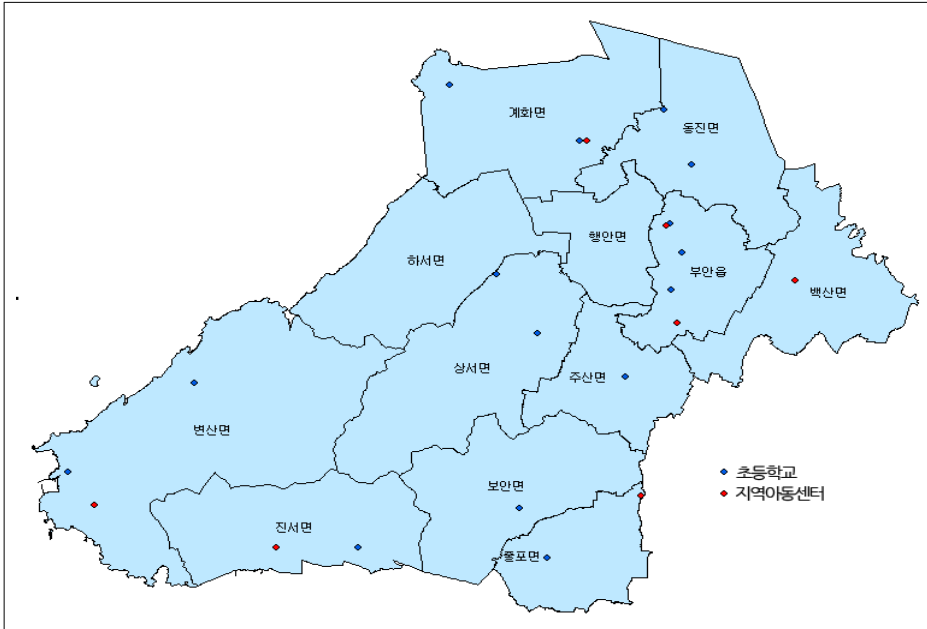 계화면
동진면
행안면
하서면
부안읍
백산면
상서면
주산면
변산면
초등학교
보안면
지역아동센터
진서면
줄포면